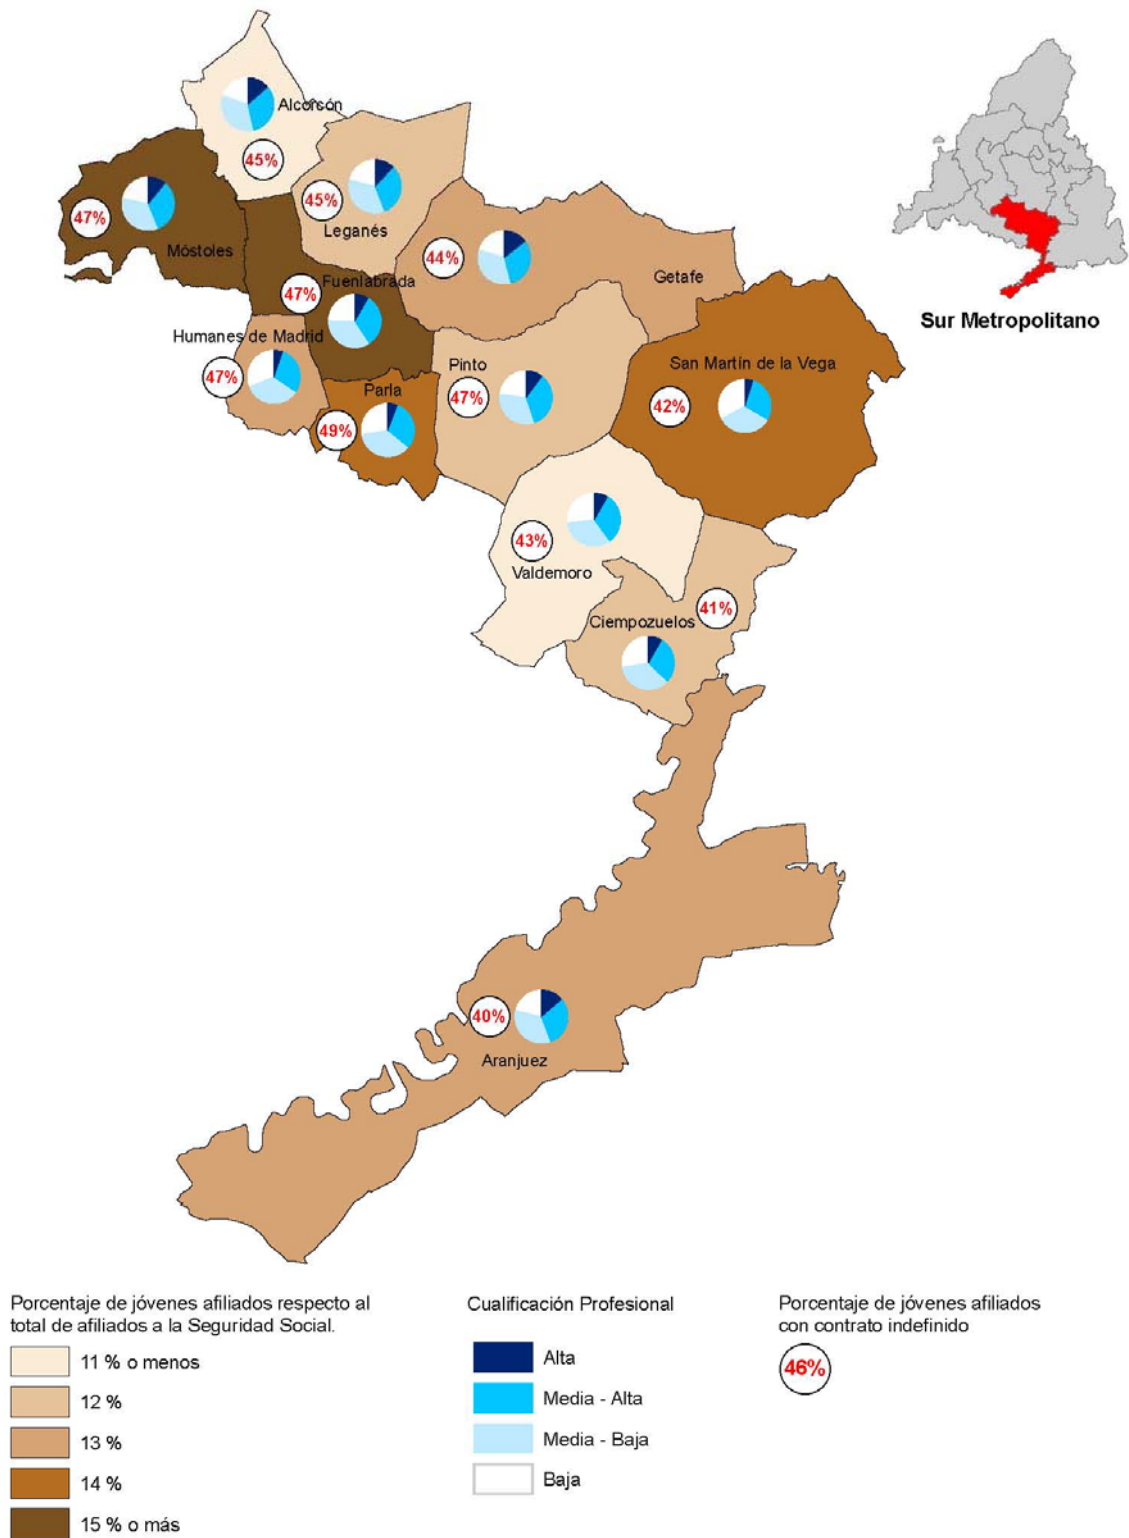 Alcorcón
45%
47%
Móstoles
45%
Leganés
44%
Getafe
Sur Metropolitano
47%
Fuenlabrada
Humanes de Madrid
47%
Parla
49%
Pinto
47%
San Martín de la Vega
42%
43%
Valdemoro
41%
Ciempozuelos
40%
Aranjuez
Porcentaje de jóvenes afiliados respecto al
total de afiliados a la Seguridad Social.
11 % o menos
12 %
13 %
14 %
15 % o más
Cualificación Profesional
Alta
Media - Alta
Media - Baja
Baja
Porcentaje de jóvenes afiliados
con contrato indefinido
46%